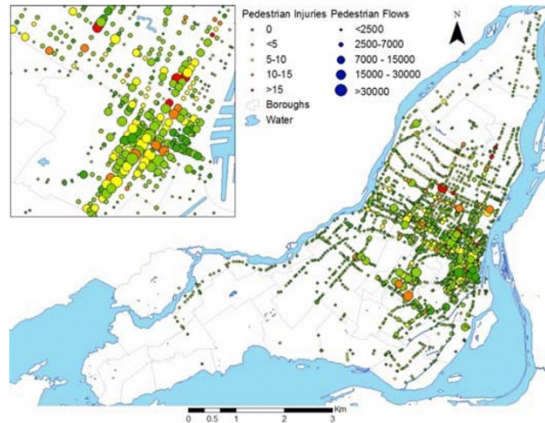 Pedestrian Injuries Pedestrian Flows
0 <2500
<5 2500-7000
5-10 7000 - 15000
10-15 15000 - 30000
>15 >30000
Boroughs
Water
N
Km
0 0.5 1 2 3